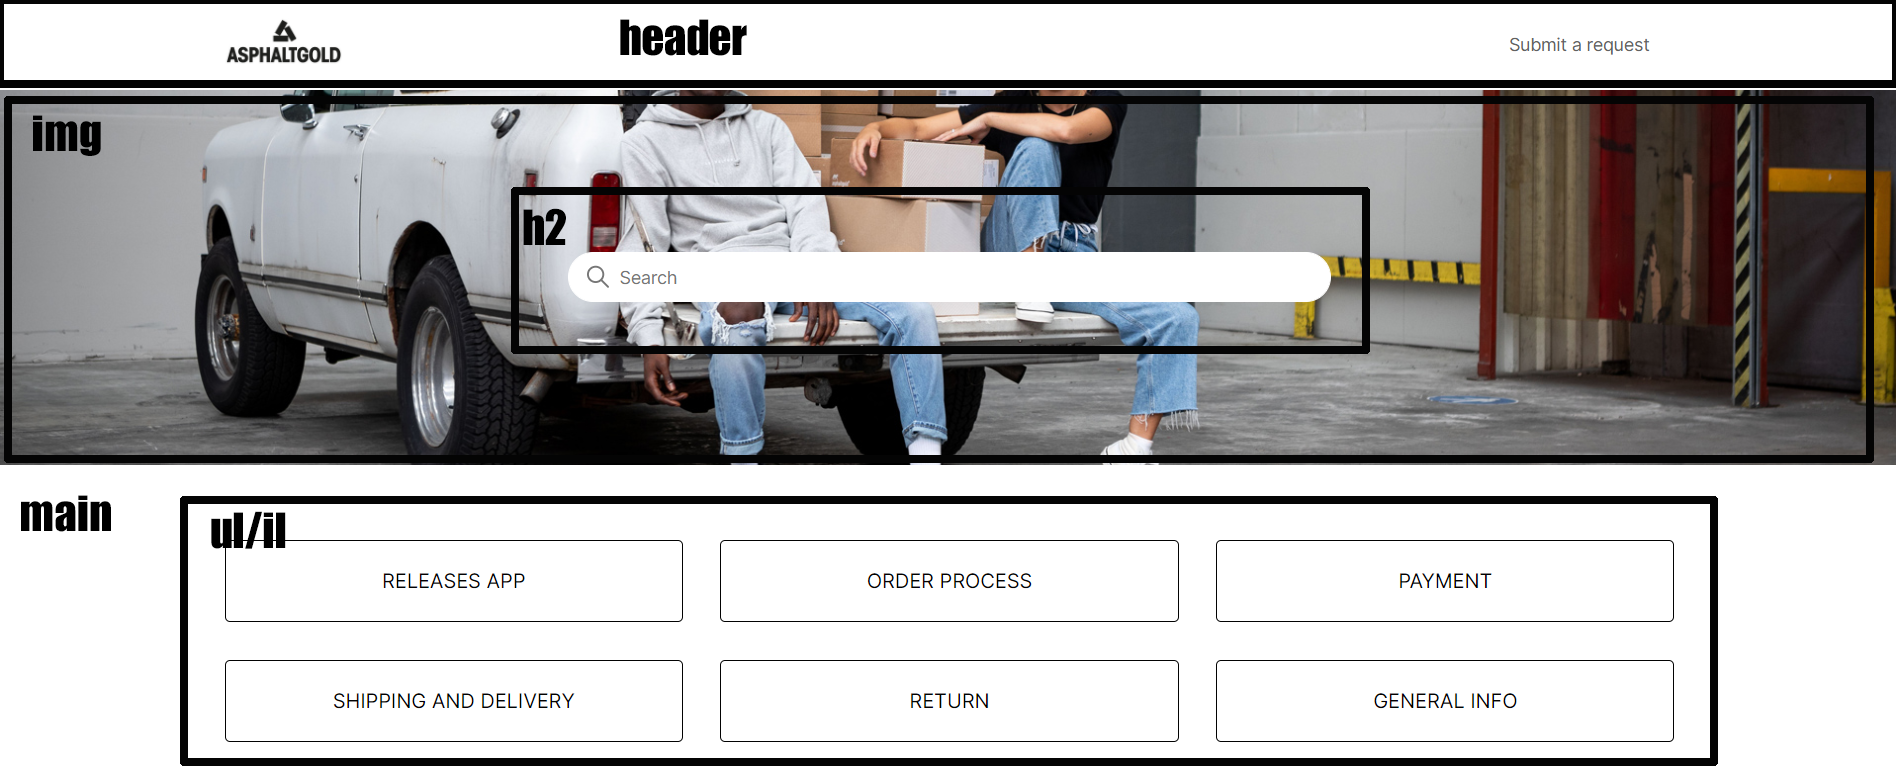 ASPHALTGOLD
header
Submit a request
img
h2
Search
main
ul/il
RELEASES APP
ORDER PROCESS
PAYMENT
SHIPPING AND DELIVERY
RETURN
GENERAL INFO